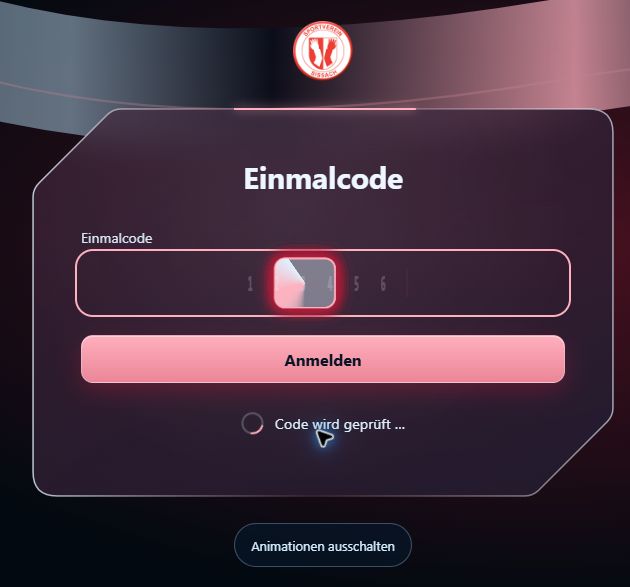 SPORTVEREIN
SISSACH
Einmalcode
Einmalcode
1 4 5 6
Anmelden
Code wird geprüft ...
Animationen ausschalten